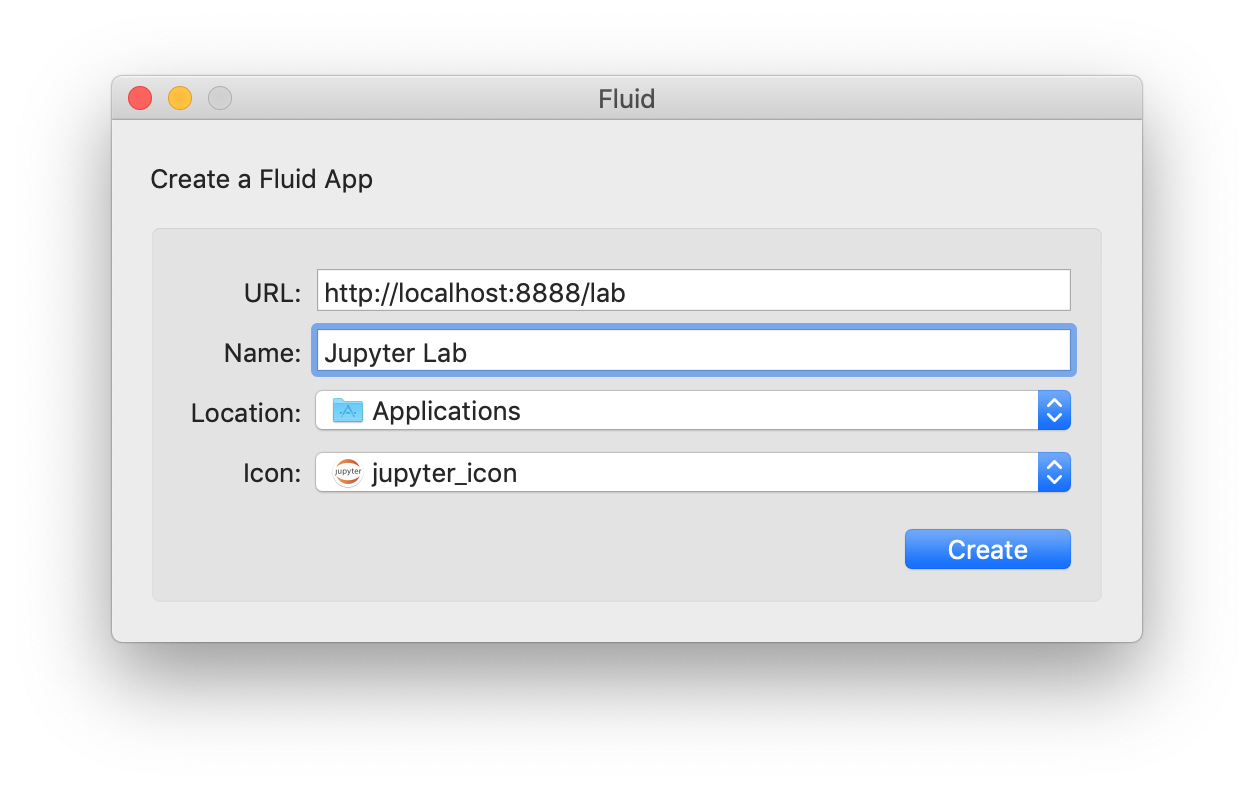 Fluid
Create a Fluid App
URL: http://localhost:8888/lab
Name: Jupyter Lab
Location: Applications
Icon: jupyter jupyter_icon
Create